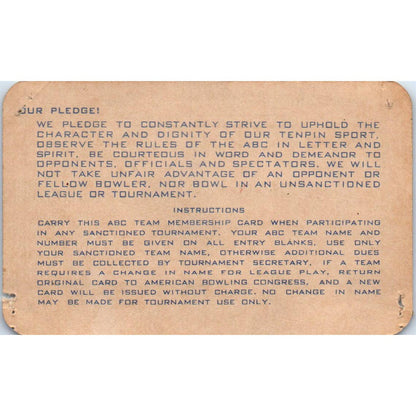 OUR PLEDGE!
WE PLEDGE TO CONSTANTLY STRIVE TO UPHOLD THE
CHARACTER AND DIGNITY OF OUR TENPIN SPORT,
OBSERVE THE RULES OF THE ABC IN LETTER AND
SPIRIT, BE COURTEOUS IN WORD AND DEMEANOR TO
OPPONENTS, OFFICIALS AND SPECTATORS. WE WILL
NOT TAKE UNFAIR ADVANTAGE OF AN OPPONENT OR
FELLOW BOWLER, NOR BOWL IN AN UNSANCTIONED
LEAGUE OR TOURNAMENT.
INSTRUCTIONS
CARRY THIS ABC TEAM MEMBERSHIP CARD WHEN PARTICIPATING
IN ANY SANCTIONED TOURNAMENT. YOUR ABC TEAM NAME AND
NUMBER MUST BE GIVEN ON ALL ENTRY BLANKS. USE ONLY
YOUR SANCTIONED TEAM NAME, OTHERWISE ADDITIONAL DUES
MUST BE COLLECTED BY TOURNAMENT SECRETARY. IF A TEAM
REQUIRES A CHANGE IN NAME FOR LEAGUE PLAY, RETURN
ORIGINAL CARD TO AMERICAN BOWLING CONGRESS, AND A NEW
CARD WILL BE ISSUED WITHOUT CHARGE. NO CHANGE IN NAME
MAY BE MADE FOR TOURNAMENT USE ONLY.